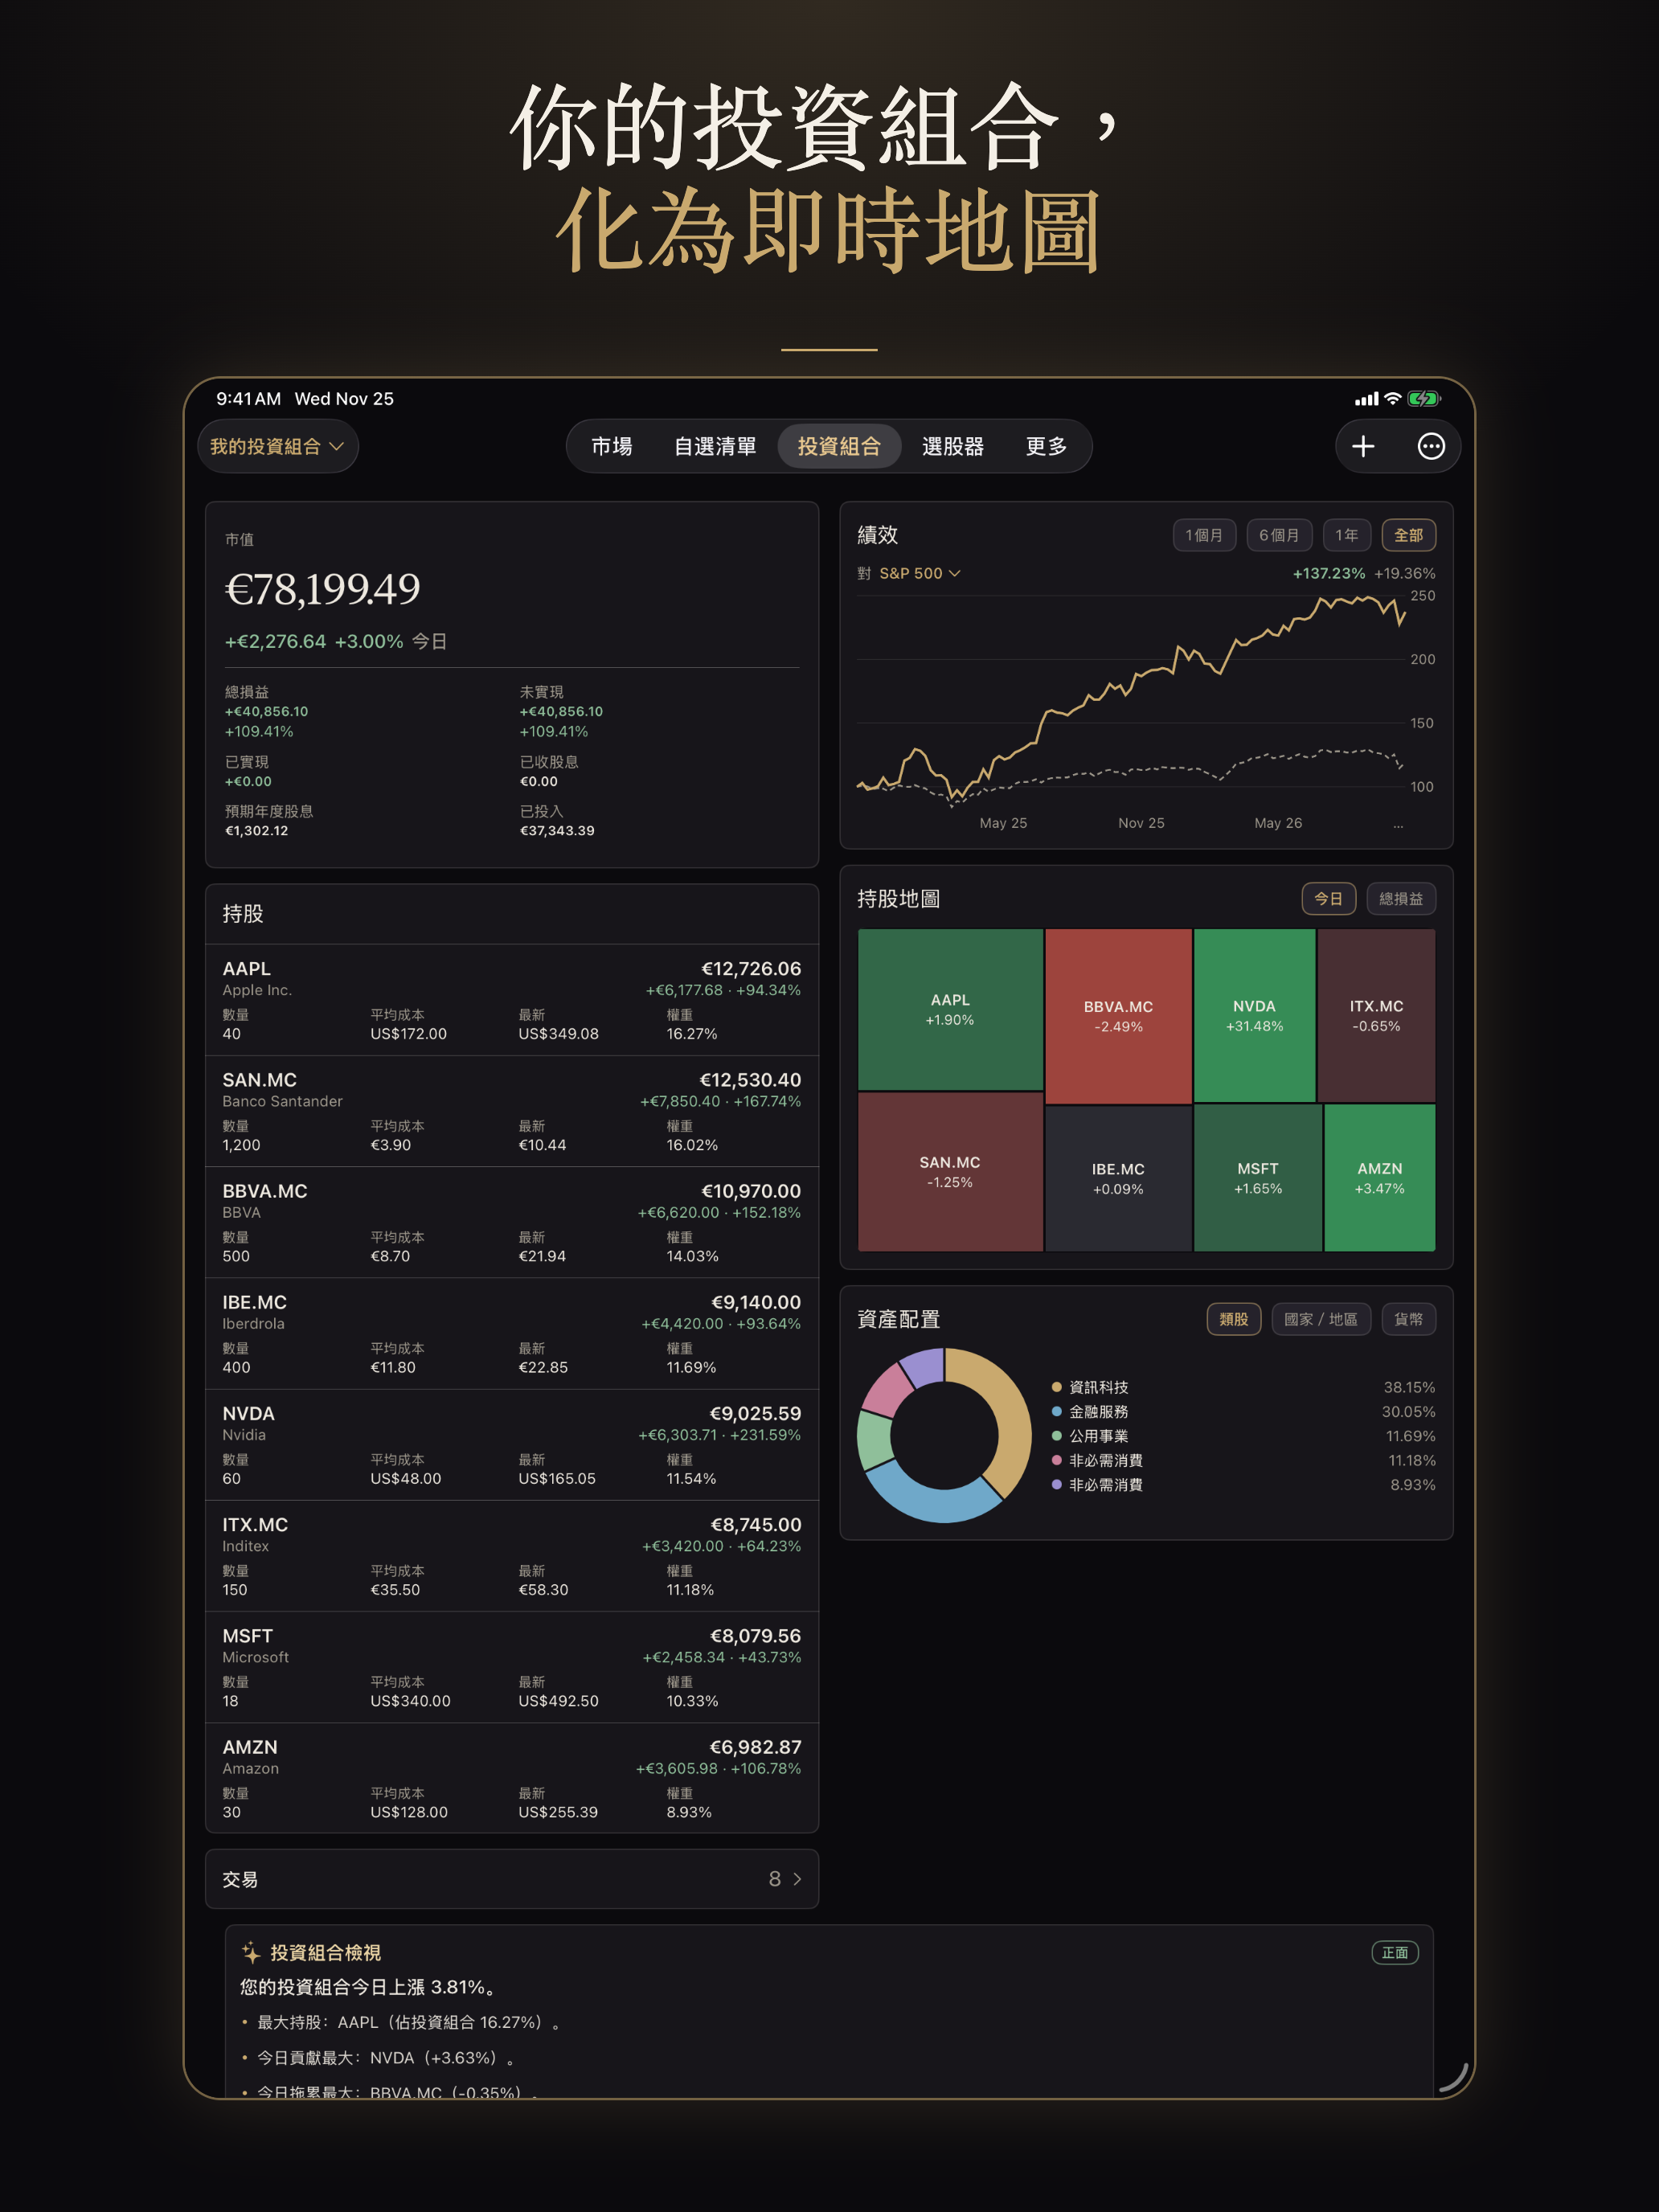 你的投資組合，
化為即時地圖
9:41 AM Wed Nov 25
我的投資組合
市場 自選清單 投資組合 選股器 更多
市值
€78,199.49
+€2,276.64 +3.00% 今日
總損益 未實現
+€40,856.10 +€40,856.10
+109.41% +109.41%
已實現 已收股息
+€0.00 €0.00
預期年度股息 已投入
€1,302.12 €37,343.39
持股
AAPL €12,726.06
Apple Inc. +€6,177.68 · +94.34%
數量 平均成本 最新 權重
40 US$172.00 US$349.08 16.27%
SAN.MC €12,530.40
Banco Santander +€7,850.40 · +167.74%
數量 平均成本 最新 權重
1,200 €3.90 €10.44 16.02%
BBVA.MC €10,970.00
BBVA +€6,620.00 · +152.18%
數量 平均成本 最新 權重
500 €8.70 €21.94 14.03%
IBE.MC €9,140.00
Iberdrola +€4,420.00 · +93.64%
數量 平均成本 最新 權重
400 €11.80 €22.85 11.69%
NVDA €9,025.59
Nvidia +€6,303.71 · +231.59%
數量 平均成本 最新 權重
60 US$48.00 US$165.05 11.54%
ITX.MC €8,745.00
Inditex +€3,420.00 · +64.23%
數量 平均成本 最新 權重
150 €35.50 €58.30 11.18%
MSFT €8,079.56
Microsoft +€2,458.34 · +43.73%
數量 平均成本 最新 權重
18 US$340.00 US$492.50 10.33%
AMZN €6,982.87
Amazon +€3,605.98 · +106.78%
數量 平均成本 最新 權重
30 US$128.00 US$255.39 8.93%
交易 8
績效 1個月 6個月 1年 全部
對 S&P 500 +137.23% +19.36%
250
200
150
100
May 25 Nov 25 May 26 ...
持股地圖 今日 總損益
AAPL
+1.90%
BBVA.MC
-2.49%
NVDA
+31.48%
ITX.MC
-0.65%
SAN.MC
-1.25%
IBE.MC
+0.09%
MSFT
+1.65%
AMZN
+3.47%
資產配置 類股 國家 / 地區 貨幣
資訊科技 38.15%
金融服務 30.05%
公用事業 11.69%
非必需消費 11.18%
非必需消費 8.93%
投資組合檢視 正面
您的投資組合今日上漲 3.81%。
• 最大持股：AAPL（佔投資組合 16.27%）。
• 今日貢獻最大：NVDA（+3.63%）。
• 今日拖累最大：BBVA.MC（-0.35%）。